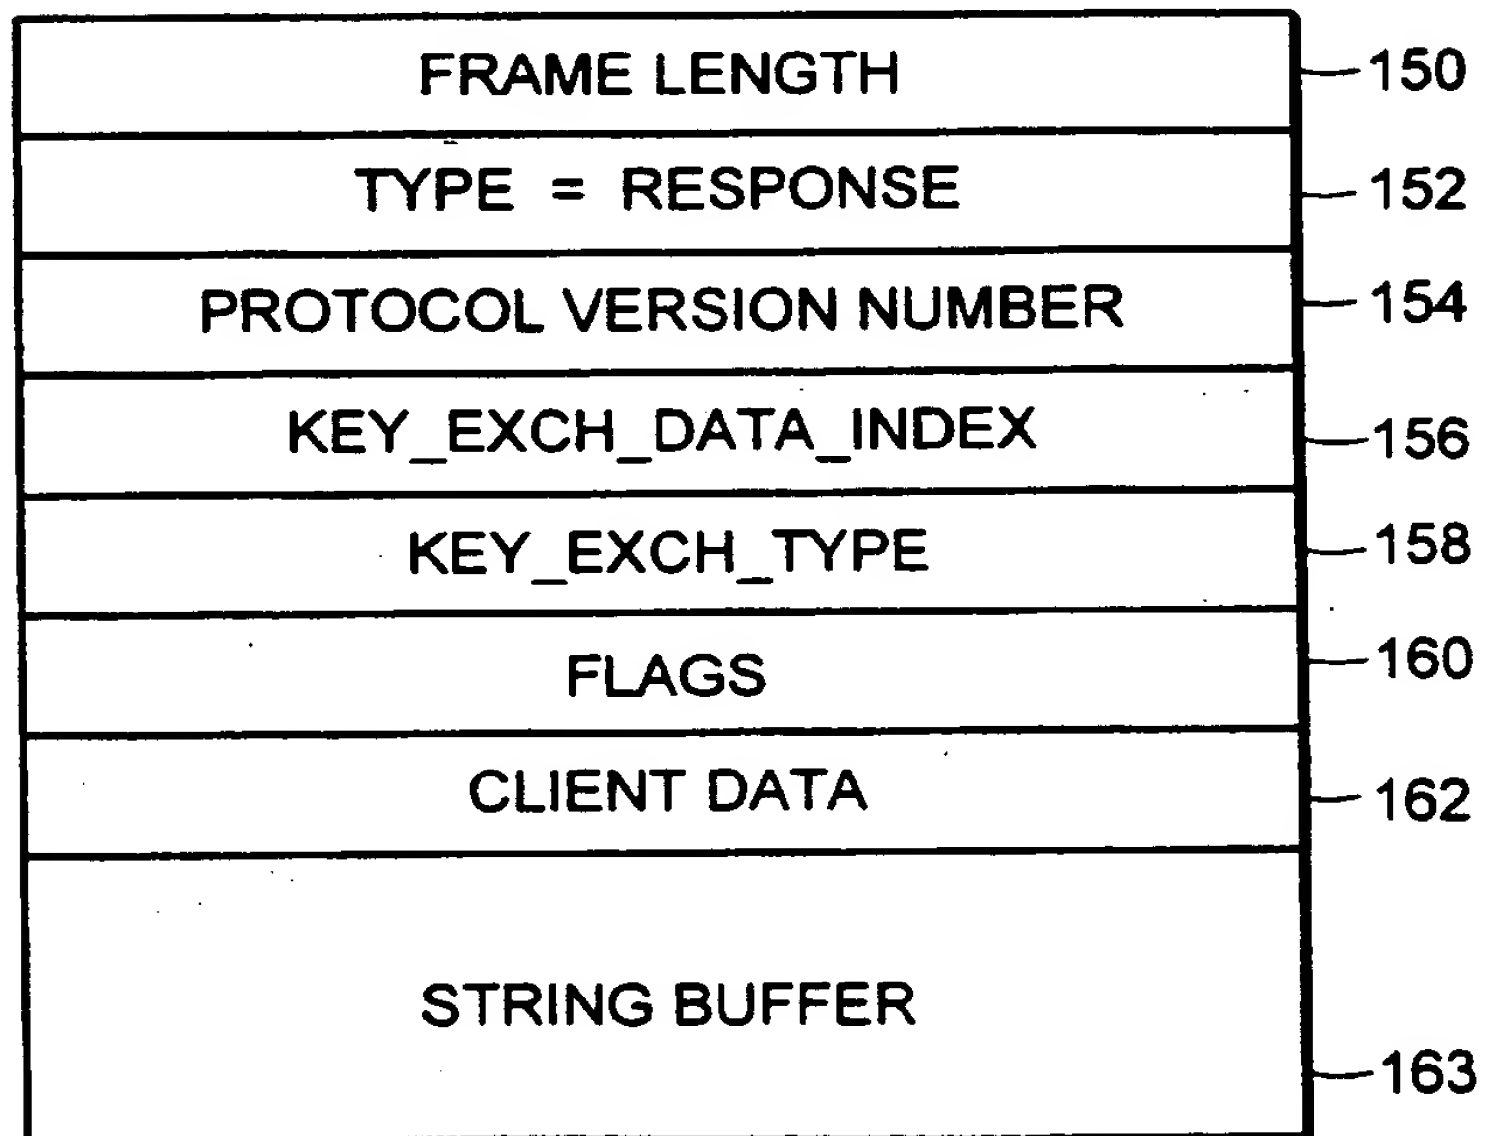 FRAME LENGTH 150
TYPE = RESPONSE 152
PROTOCOL VERSION NUMBER 154
KEY_EXCH_DATA_INDEX 156
KEY_EXCH_TYPE 158
FLAGS 160
CLIENT DATA 162
STRING BUFFER
163